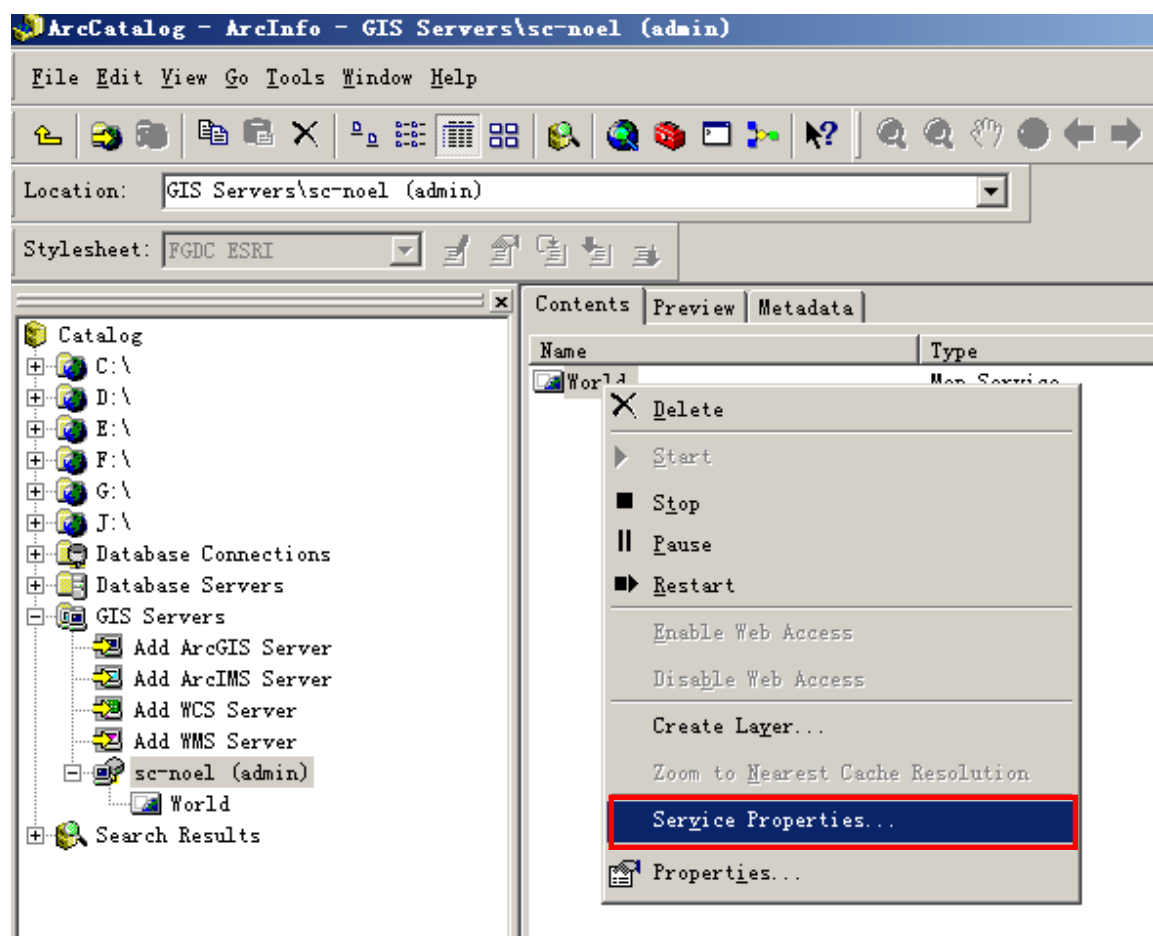 ArcCatalog - ArcInfo - GIS Servers\sc-noel (admin)
File Edit View Go Tools Window Help
Location: GIS Servers\sc-noel (admin)
Stylesheet: FGDC ESRI
Contents Preview Metadata
Catalog
C:\
D:\
E:\
F:\
G:\
J:\
Database Connections
Database Servers
GIS Servers
Add ArcGIS Server
Add ArcIMS Server
Add WCS Server
Add WMS Server
sc-noel (admin)
World
Search Results
Name Type
World Map Service
Delete
Start
Stop
Pause
Restart
Enable Web Access
Disable Web Access
Create Layer...
Zoom to Nearest Cache Resolution
Service Properties...
Properties...